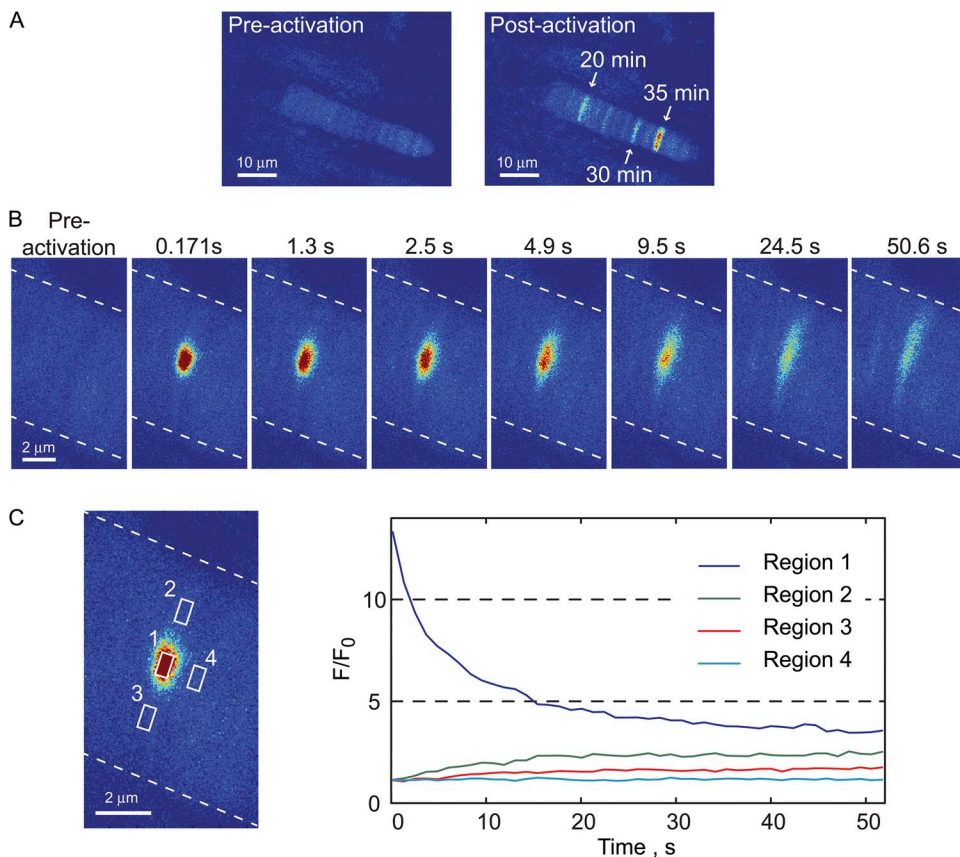 A
Pre-activation
10 μm
Post-activation
20 min
35 min
30 min
10 μm
B
Pre-
activation
0.171s
1.3 s
2.5 s
4.9 s
9.5 s
24.5 s
50.6 s
2 μm
C
2
1
4
3
2 μm
F/F0
10
5
0
Region 1
Region 2
Region 3
Region 4
0 10 20 30 40 50
Time , s